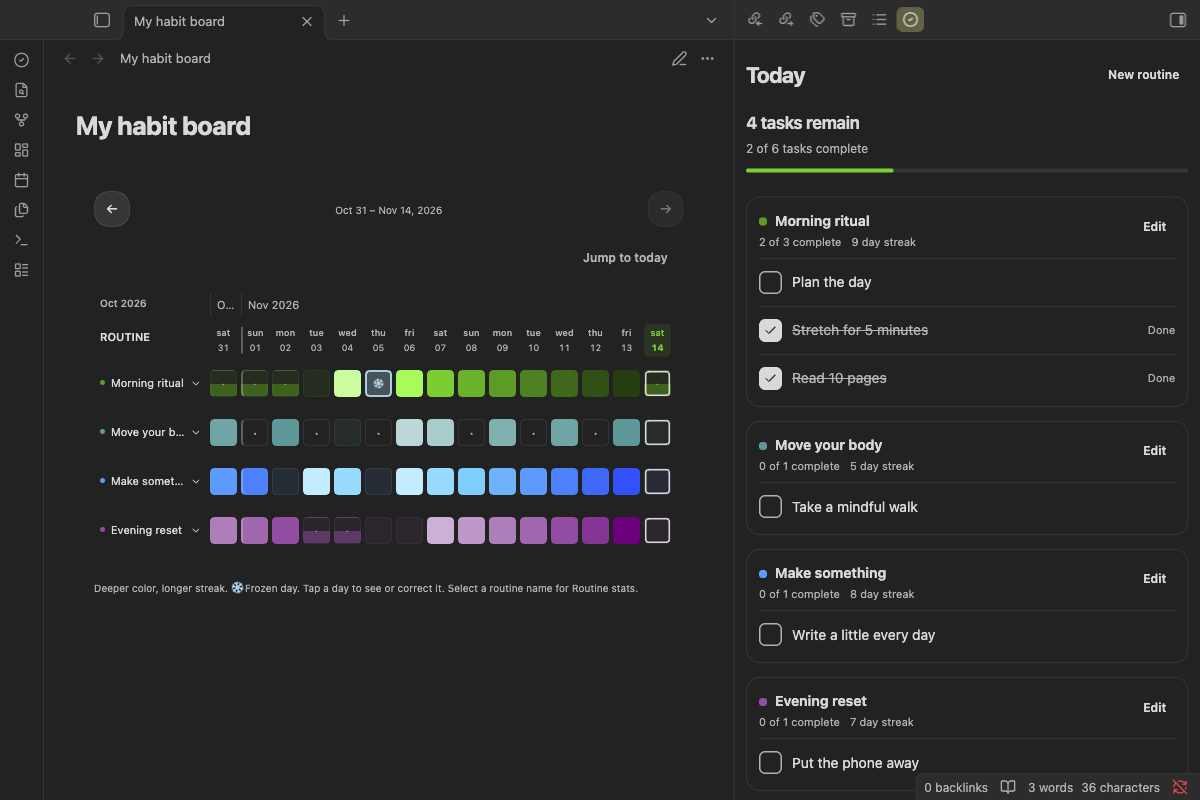 My habit board
My habit board
My habit board
Oct 31 – Nov 14, 2026
Jump to today
Oct 2026
O...
Nov 2026
ROUTINE
sat sun mon tue wed thu fri sat sun mon tue wed thu fri sat
31 01 02 03 04 05 06 07 08 09 10 11 12 13 14
Morning ritual
Move your b...
Make somet...
Evening reset
Deeper color, longer streak. Frozen day. Tap a day to see or correct it. Select a routine name for Routine stats.
Today
New routine
4 tasks remain
2 of 6 tasks complete
Morning ritual
Edit
2 of 3 complete 9 day streak
Plan the day
Stretch for 5 minutes
Done
Read 10 pages
Done
Move your body
Edit
0 of 1 complete 5 day streak
Take a mindful walk
Make something
Edit
0 of 1 complete 8 day streak
Write a little every day
Evening reset
Edit
0 of 1 complete 7 day streak
Put the phone away
0 backlinks 3 words 36 characters